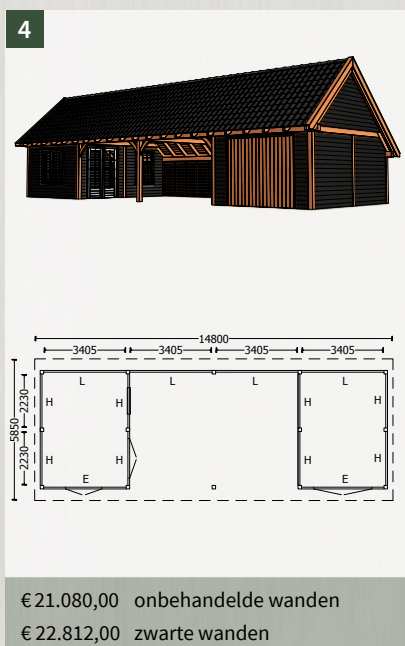 4
14800
3405 3405 3405 3405
L L L L
2230
H H H H
5850
2230
H H H H
E E
€ 21.080,00 onbehandelde wanden
€ 22.812,00 zwarte wanden